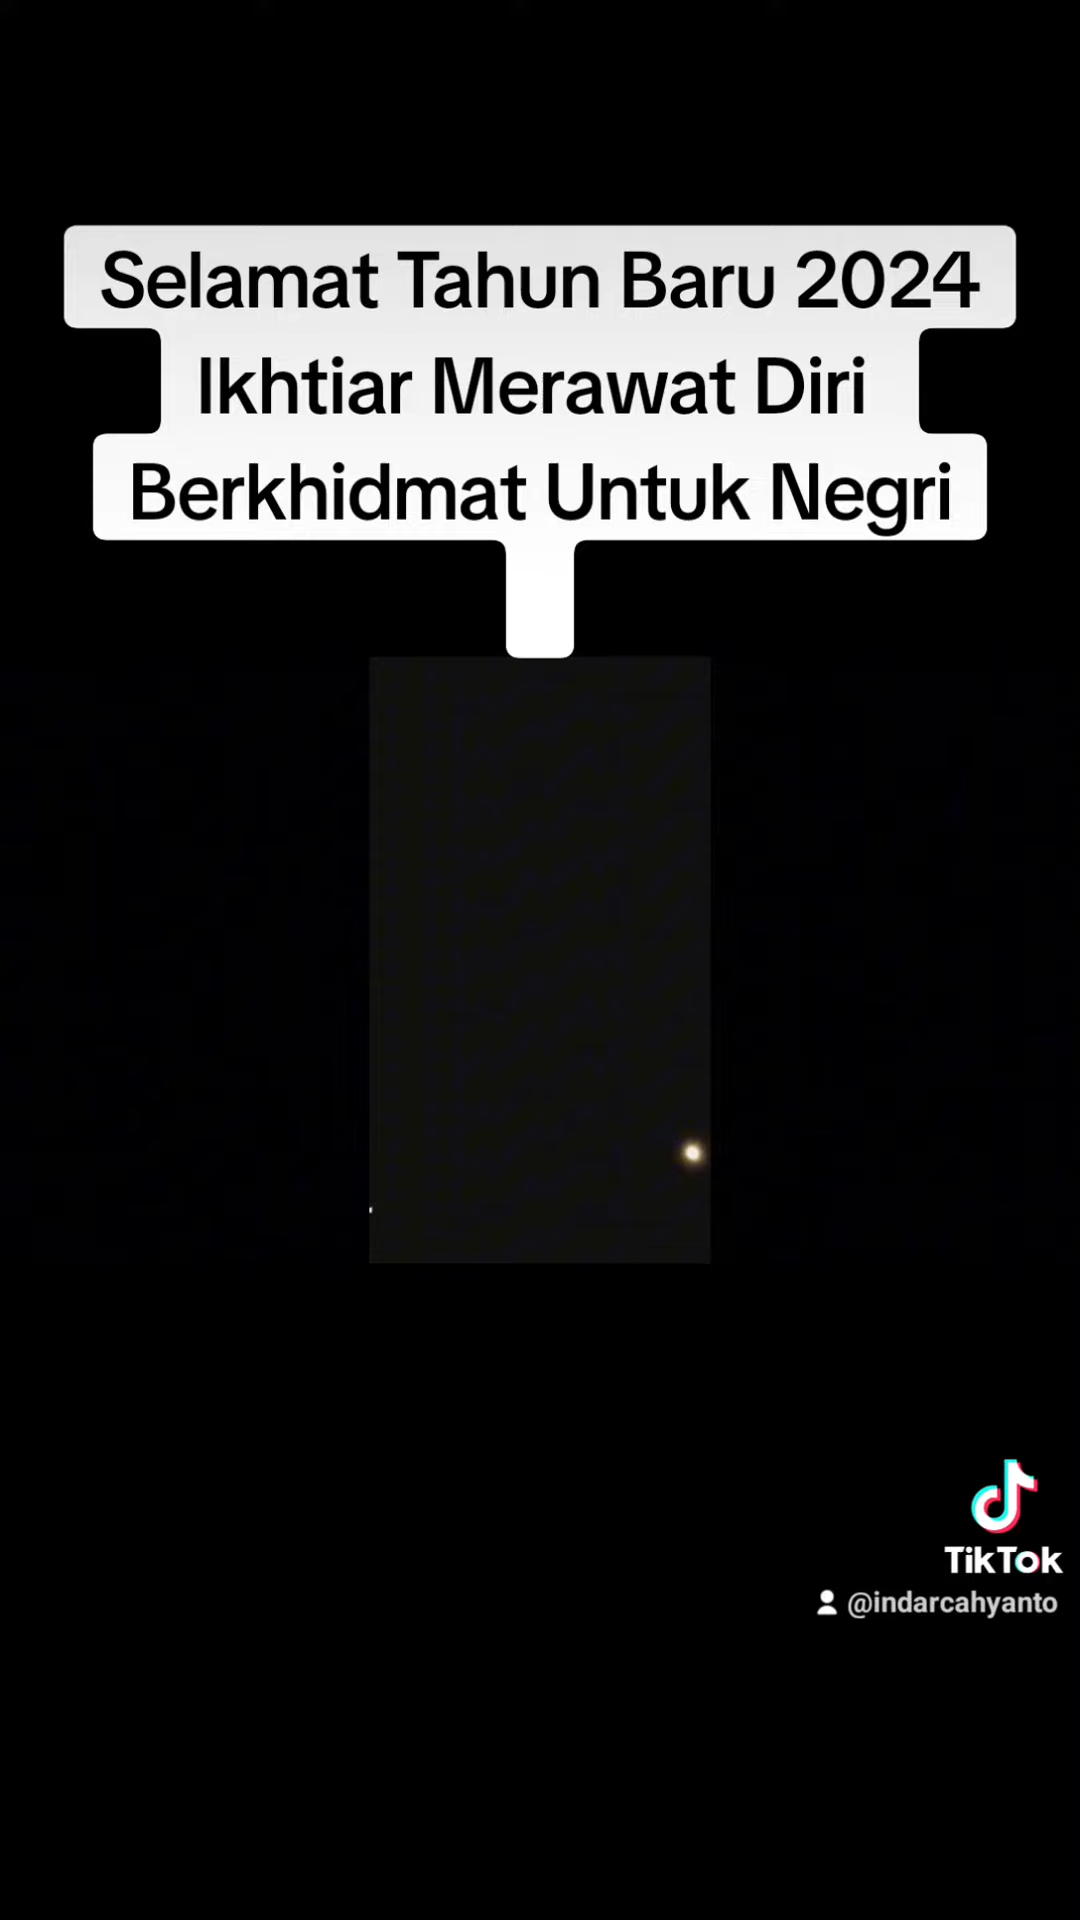 Selamat Tahun Baru 2024
Ikhtiar Merawat Diri
Berkhidmat Untuk Negri
TikTok
@indarcahyanto